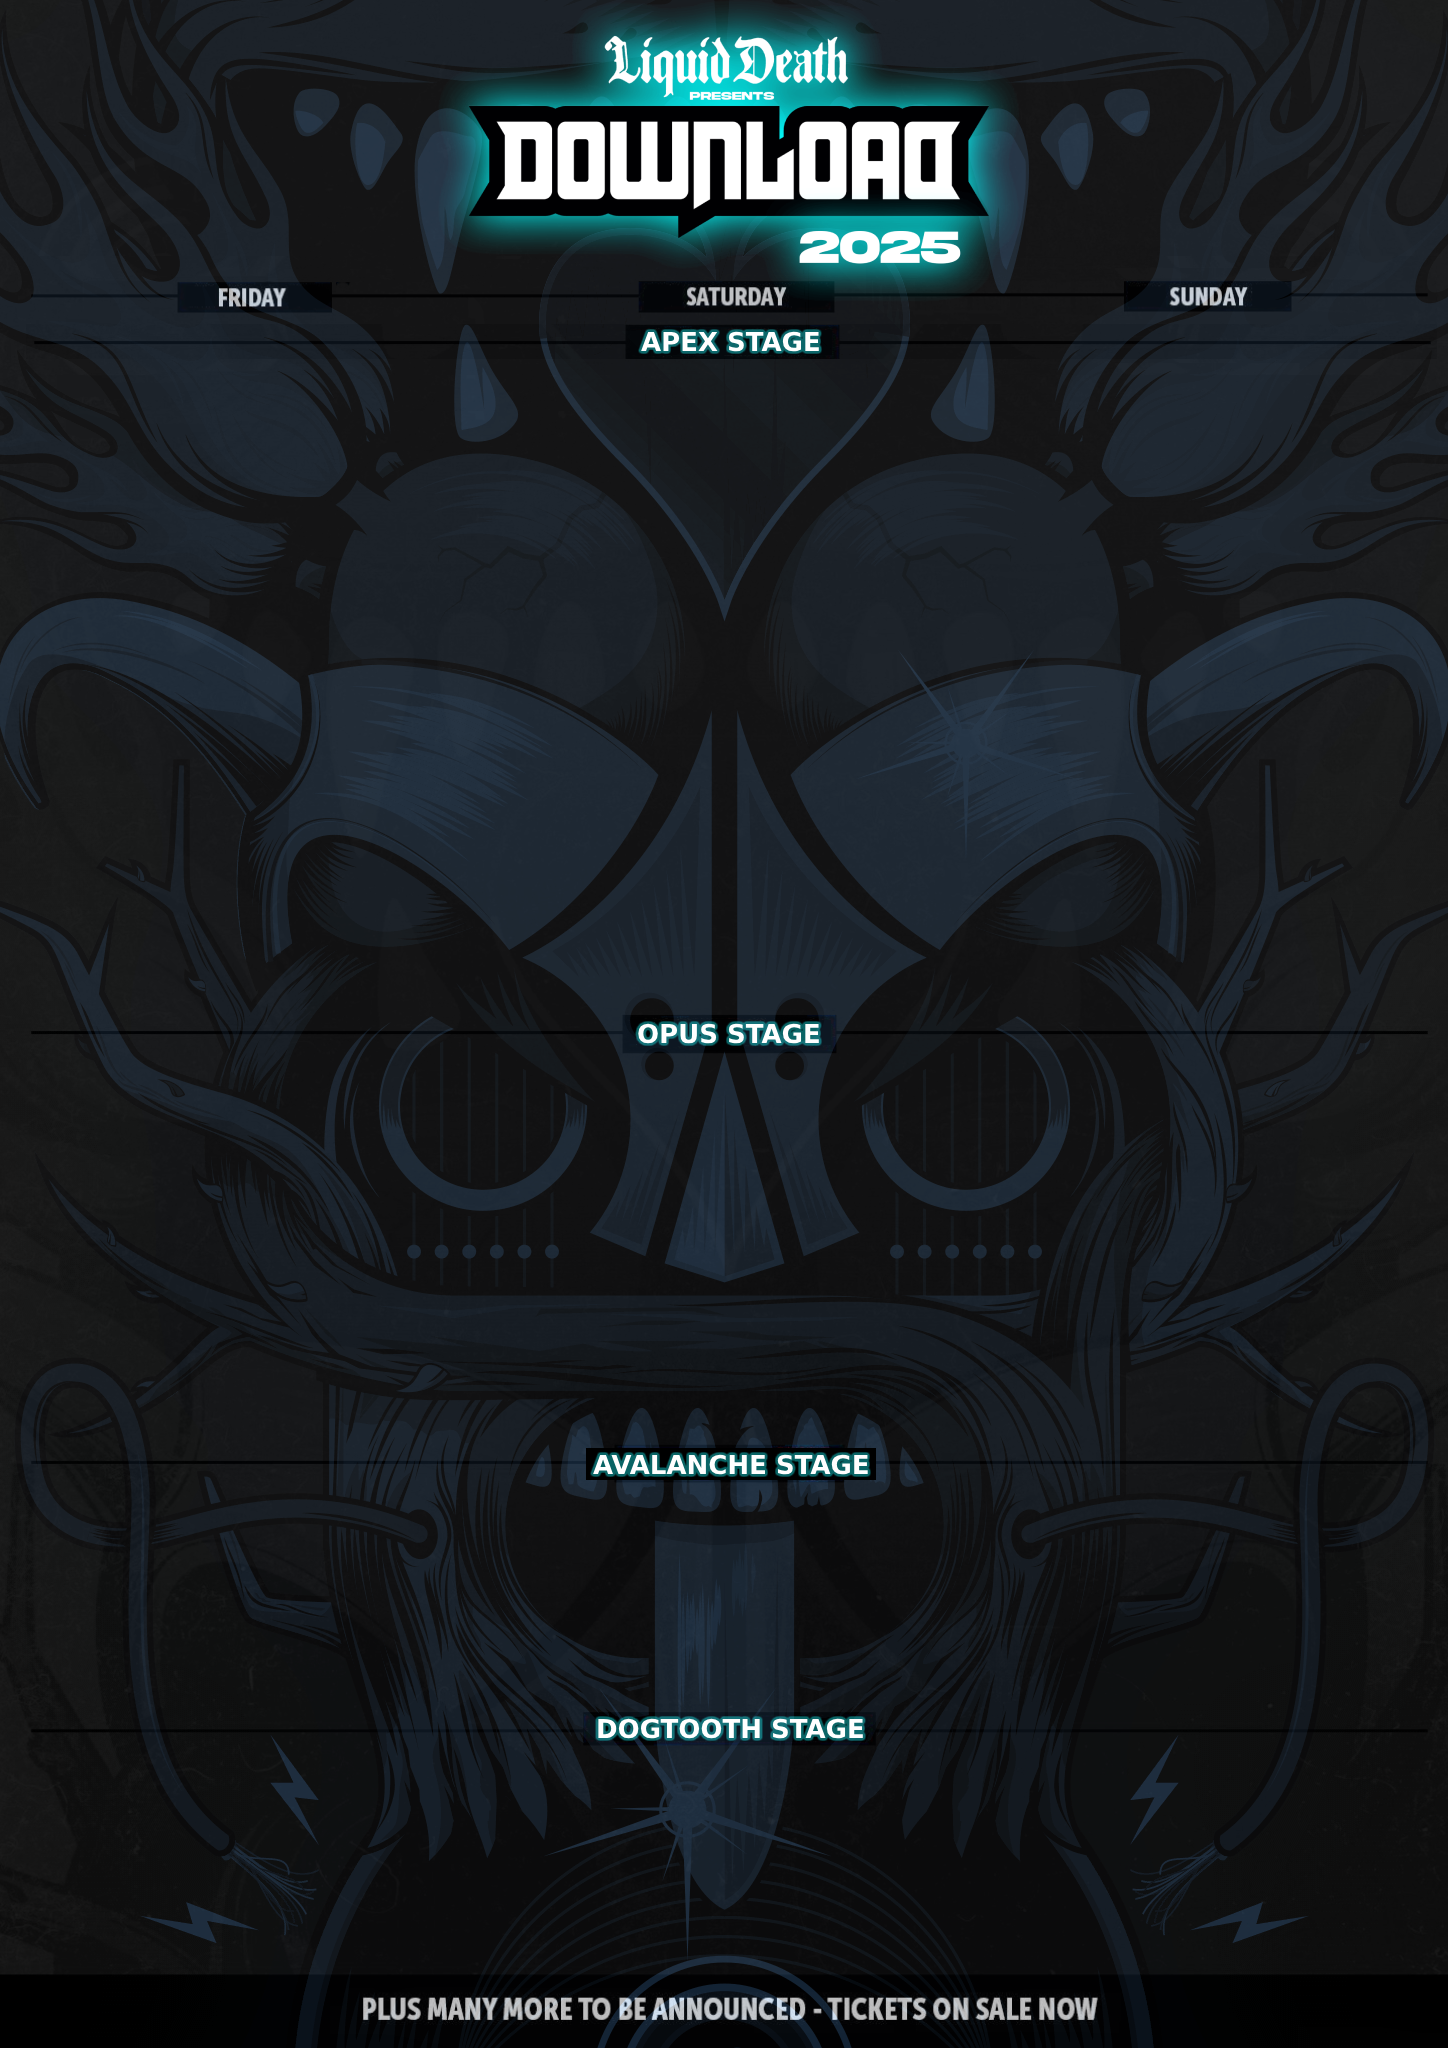 Liquid Death
PRESENTS
DOWNLOAD
2025
FRIDAY
SATURDAY
SUNDAY
APEX STAGE
OPUS STAGE
AVALANCHE STAGE
DOGTOOTH STAGE
PLUS MANY MORE TO BE ANNOUNCED - TICKETS ON SALE NOW